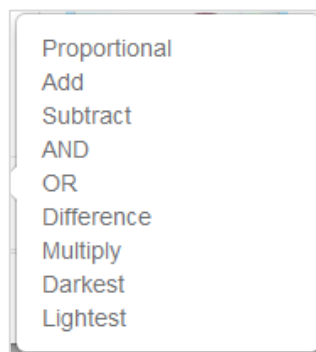 Proportional
Add
Subtract
AND
OR
Difference
Multiply
Darkest
Lightest